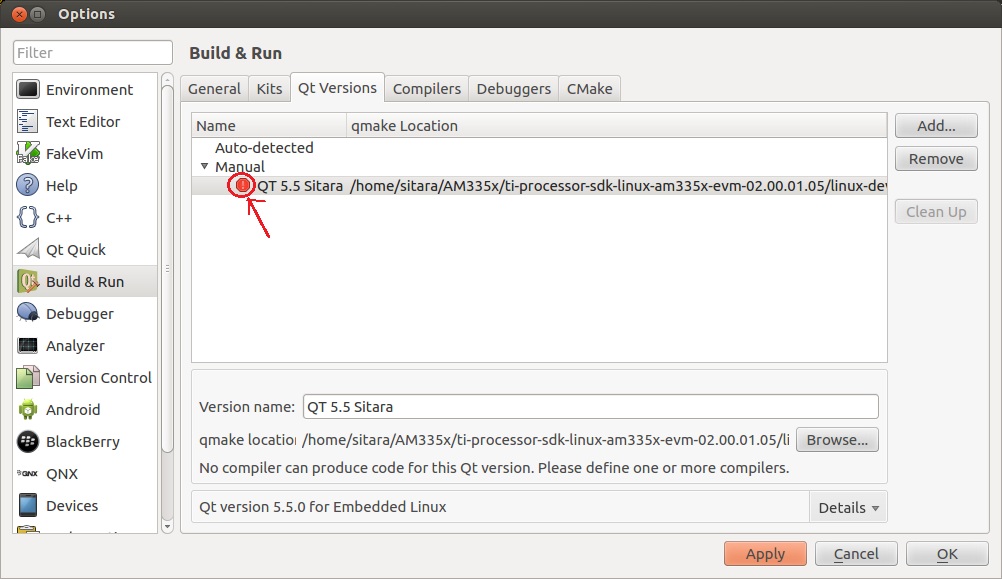 Options
Filter
Environment
Text Editor
FakeVim
Help
C++
Qt Quick
Build & Run
Debugger
Analyzer
Version Control
Android
BlackBerry
QNX
Devices
Build & Run
General Kits Qt Versions Compilers Debuggers CMake
Name qmake Location
Auto-detected
Manual
QT 5.5 Sitara /home/sitara/AM335x/ti-processor-sdk-linux-am335x-evm-02.00.01.05/linux-dev
Add...
Remove
Clean Up
Version name: QT 5.5 Sitara
qmake location /home/sitara/AM335x/ti-processor-sdk-linux-am335x-evm-02.00.01.05/li Browse...
No compiler can produce code for this Qt version. Please define one or more compilers.
Qt version 5.5.0 for Embedded Linux Details
Apply Cancel OK